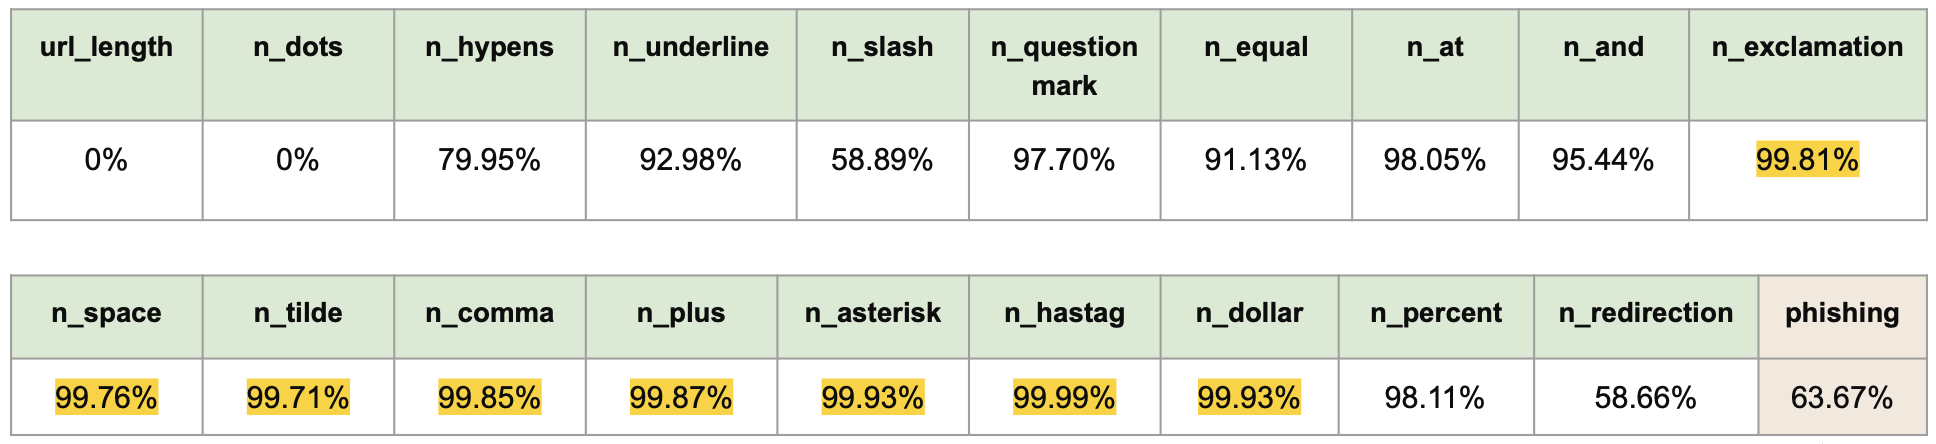 url_length n_dots n_hypens n_underline n_slash n_question mark n_equal n_at n_and n_exclamation
0% 0% 79.95% 92.98% 58.89% 97.70% 91.13% 98.05% 95.44% 99.81%
n_space n_tilde n_comma n_plus n_asterisk n_hastag n_dollar n_percent n_redirection phishing
99.76% 99.71% 99.85% 99.87% 99.93% 99.99% 99.93% 98.11% 58.66% 63.67%